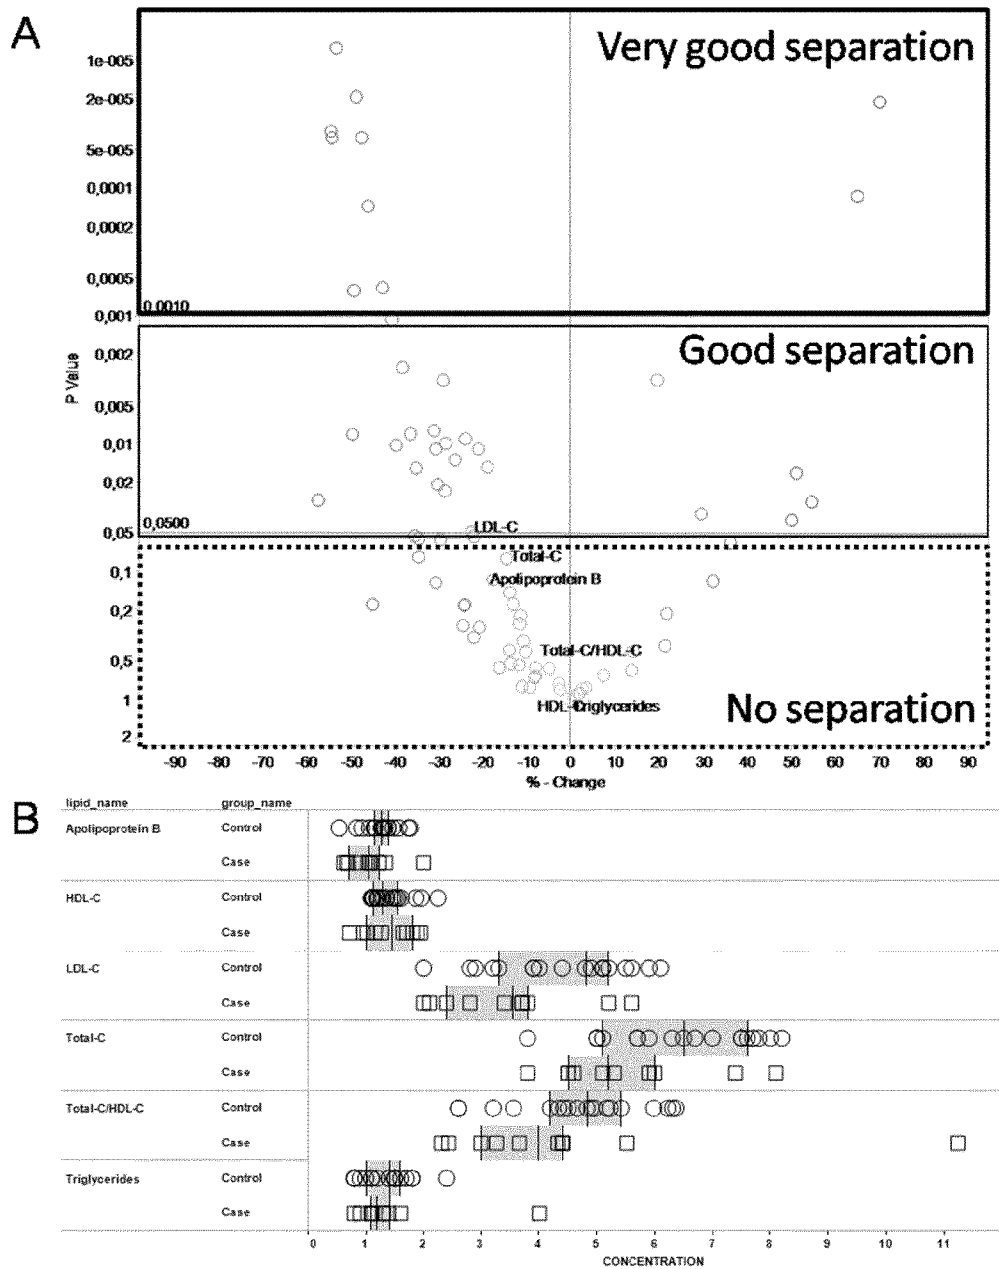 A
Very good separation
1e-005
2e-005
5e-005
0,0001
0,0002
0,0005
0,0010
0,001
Good separation
0,002
P Value
0,005
0,01
0,02
0,0500
LDL-C
0,05
Total-C
0,1
Apolipoprotein B
0,2
Total-C/HDL-C
0,5
1
HDL-C Triglycerides
No separation
2
-90 -80 -70 -60 -50 -40 -30 -20 -10 0 10 20 30 40 50 60 70 80 90
% - Change
B
lipid_name group_name
Apolipoprotein B Control
Case
HDL-C Control
Case
LDL-C Control
Case
Total-C Control
Case
Total-C/HDL-C Control
Case
Triglycerides Control
Case
0 1 2 3 4 5 6 7 8 9 10 11
CONCENTRATION